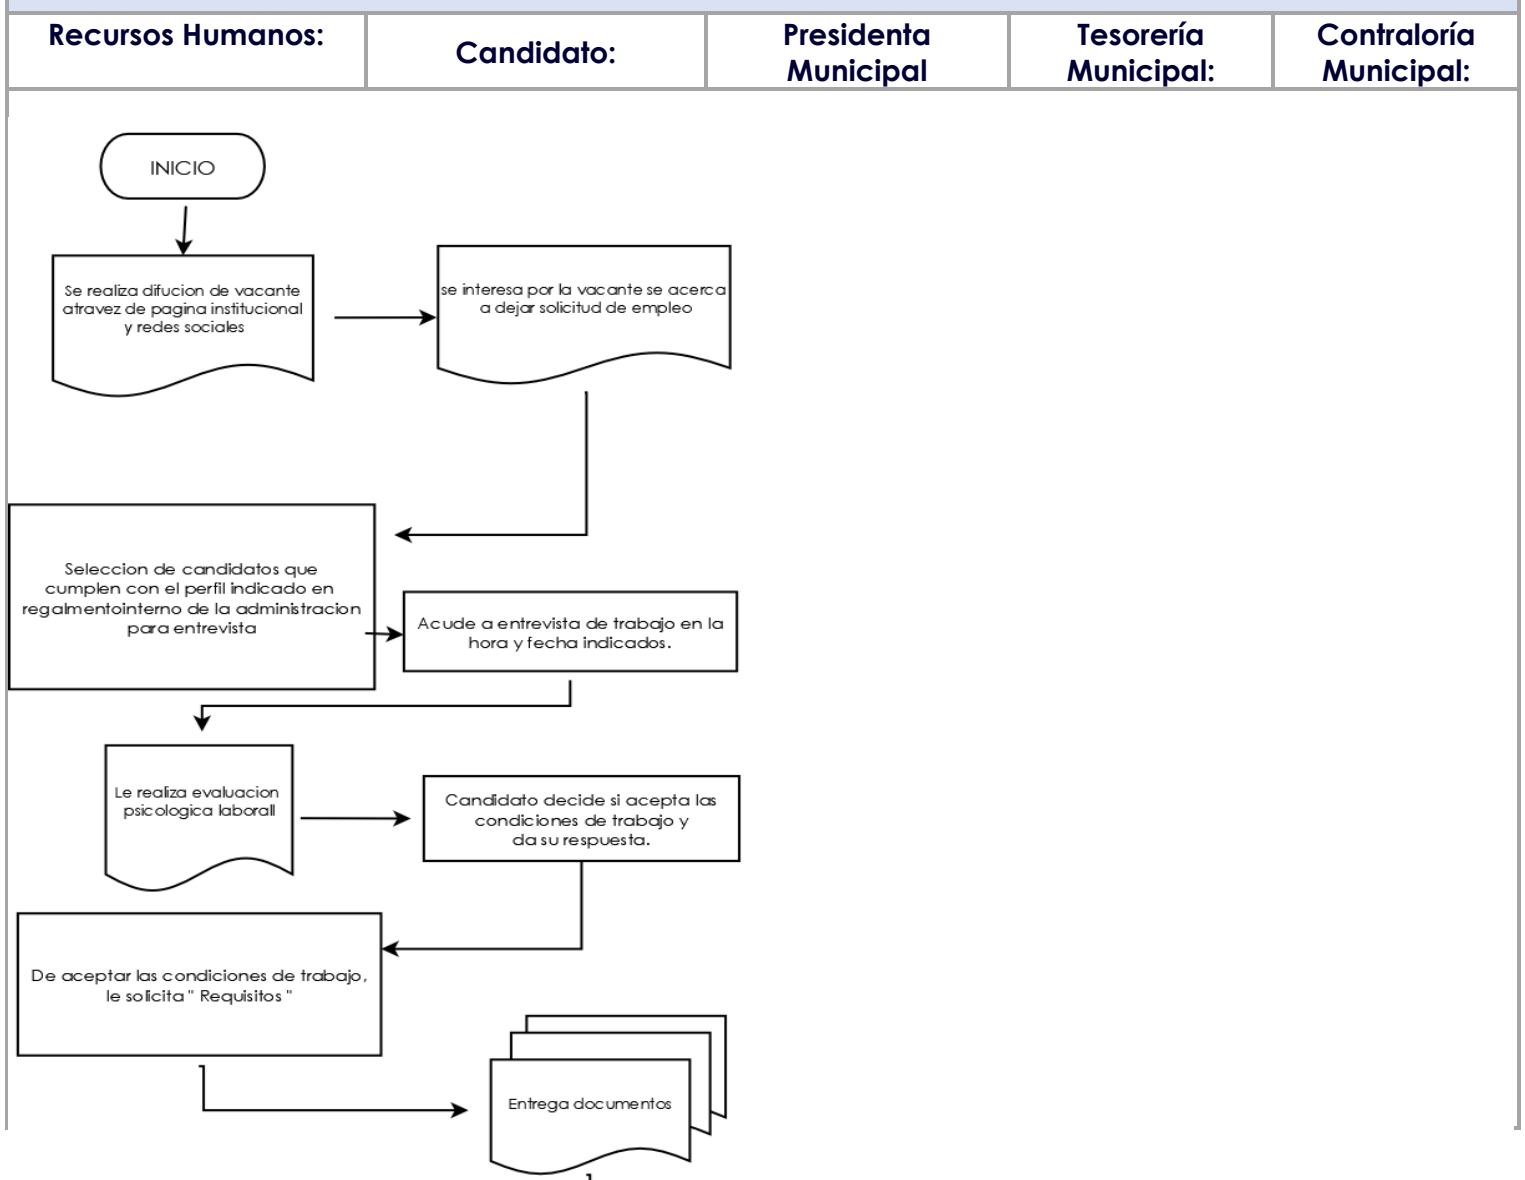 Recursos Humanos:
Candidato:
Presidenta
Municipal
Tesorería
Municipal:
Contraloría
Municipal:
INICIO
Se realiza difucion de vacante
atravez de pagina institucional
y redes sociales
se interesa por la vacante se acerca
a dejar solicitud de empleo
Seleccion de candidatos que
cumplen con el perfil indicado en
regalmentointerno de la administracion
para entrevista
Acude a entrevista de trabajo en la
hora y fecha indicados.
Le realiza evaluacion
psicologica laborall
Candidato decide si acepta las
condiciones de trabajo y
da su respuesta.
De aceptar las condiciones de trabajo,
le solicita " Requisitos "
Entrega documentos